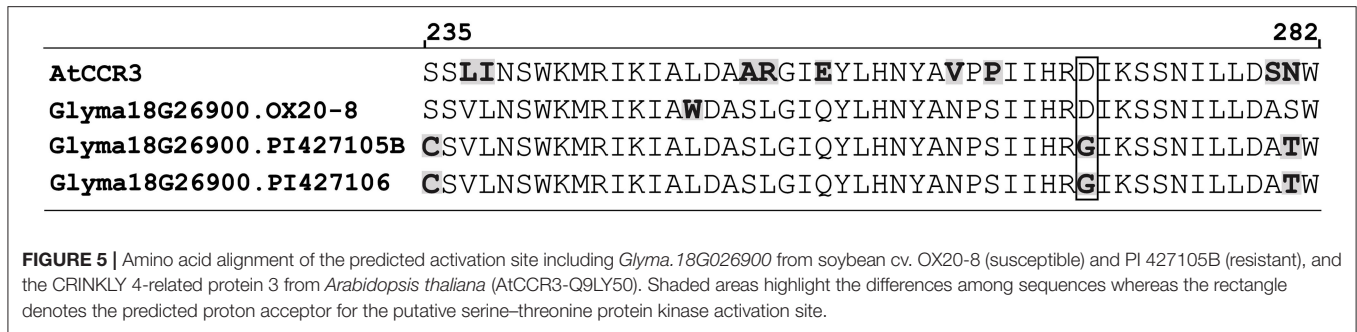 235 282
AtCCR3 SSLINSWKMRIKIALDAARGIEYLHNYAVPPIIHRDIKSSNILLDSNW
Glyma18G26900.OX20-8 SSVLNSWKMRIKIAWDASLGIQYLHNYANPSIIHRDIKSSNILLDASW
Glyma18G26900.PI427105B CSVLNSWKMRIKIALDASLGIQYLHNYANPSIIHRGIKSSNILLDATW
Glyma18G26900.PI427106 CSVLNSWKMRIKIALDASLGIQYLHNYANPSIIHRGIKSSNILLDATW
FIGURE 5 | Amino acid alignment of the predicted activation site including Glyma.18G026900 from soybean cv. OX20-8 (susceptible) and PI 427105B (resistant), and
the CRINKLY 4-related protein 3 from Arabidopsis thaliana (AtCCR3-Q9LY50). Shaded areas highlight the differences among sequences whereas the rectangle
denotes the predicted proton acceptor for the putative serine–threonine protein kinase activation site.